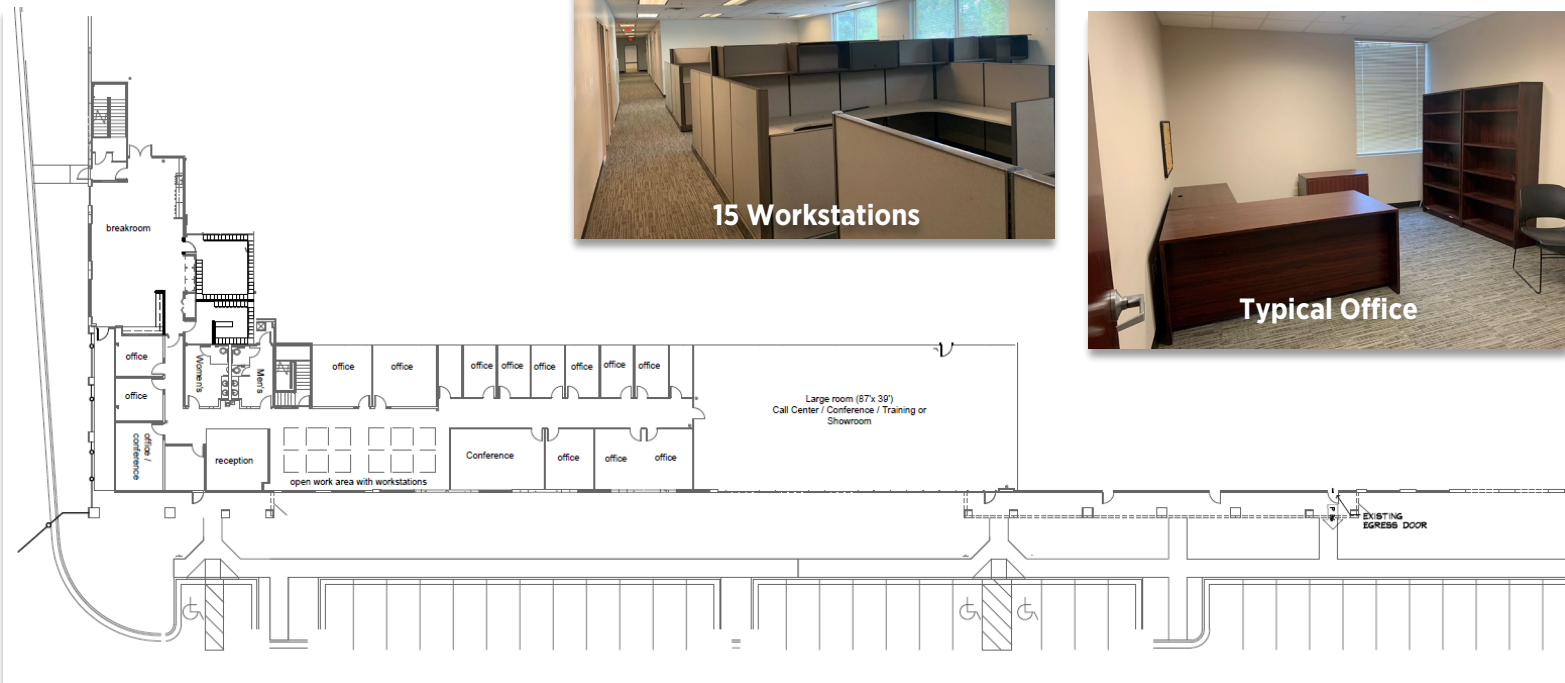 15 Workstations
Typical Office
breakroom
office
office
office /
conference
Women's
Men's
reception
office
office
office
office
office
office
office
office
Large room (87'x 39')
Call Center / Conference / Training or
Showroom
open work area with workstations
Conference
office
office
office
EXISTING
EGRESS DOOR